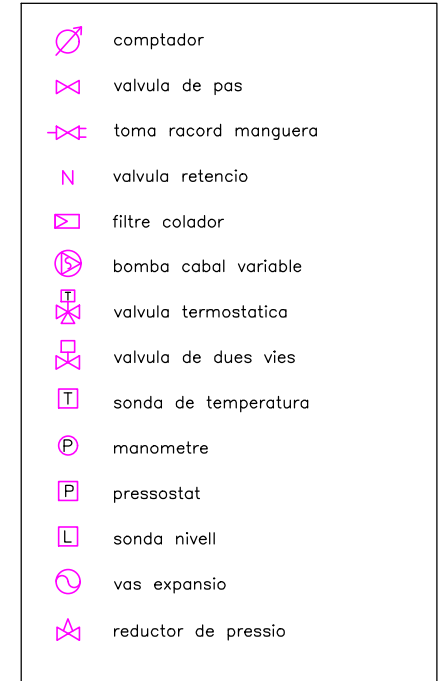 comptador
valvula de pas
toma racord manguera
N valvula retencio
filtre colador
bomba cabal variable
T valvula termostatica
valvula de dues vies
T sonda de temperatura
P manometre
P pressostat
L sonda nivell
vas expansio
reductor de pressio